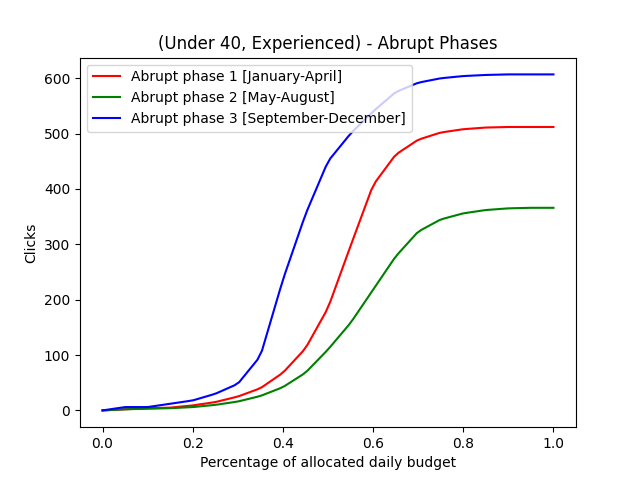 (Under 40, Experienced) - Abrupt Phases
Abrupt phase 1 [January-April]
Abrupt phase 2 [May-August]
Abrupt phase 3 [September-December]
600
500
400
300
200
100
0
Clicks
0.0 0.2 0.4 0.6 0.8 1.0
Percentage of allocated daily budget